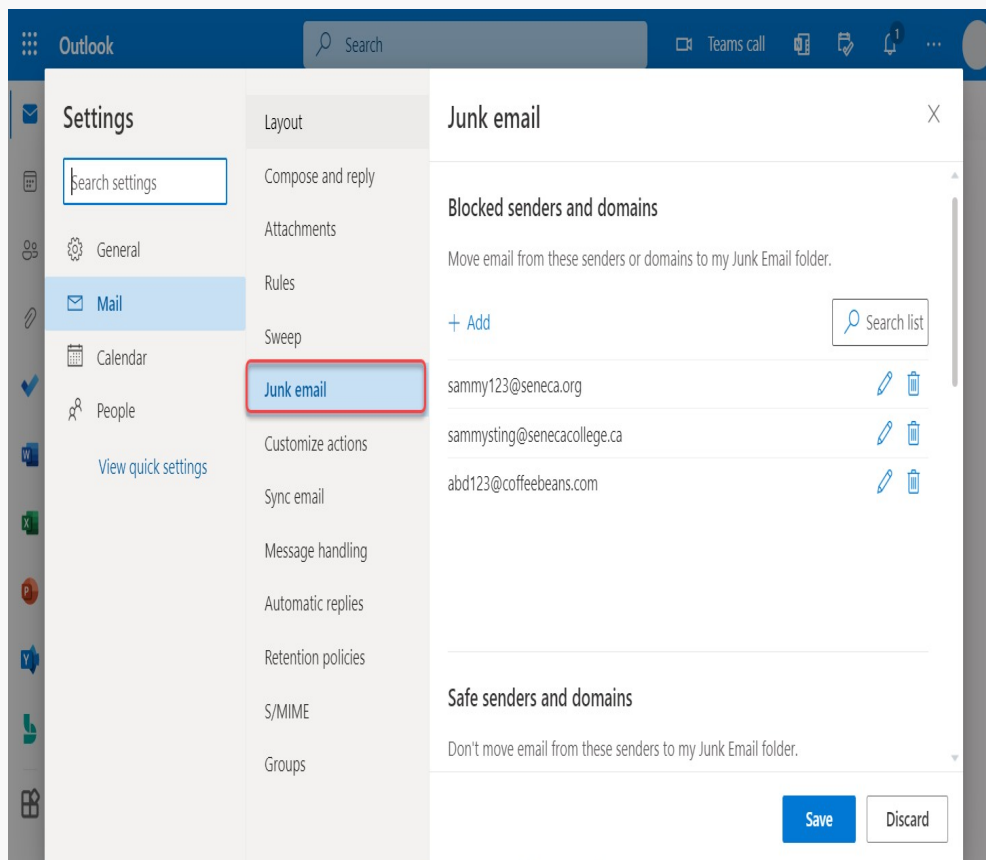 Outlook
Search
Teams call
1
Settings
Search settings
General
Mail
Calendar
People
View quick settings
Layout
Compose and reply
Attachments
Rules
Sweep
Junk email
Customize actions
Sync email
Message handling
Automatic replies
Retention policies
S/MIME
Groups
Junk email
Blocked senders and domains
Move email from these senders or domains to my Junk Email folder.
+ Add
Search list
sammy123@seneca.org
sammysting@senecacollege.ca
abd123@coffeebeans.com
Safe senders and domains
Don't move email from these senders to my Junk Email folder.
Save
Discard